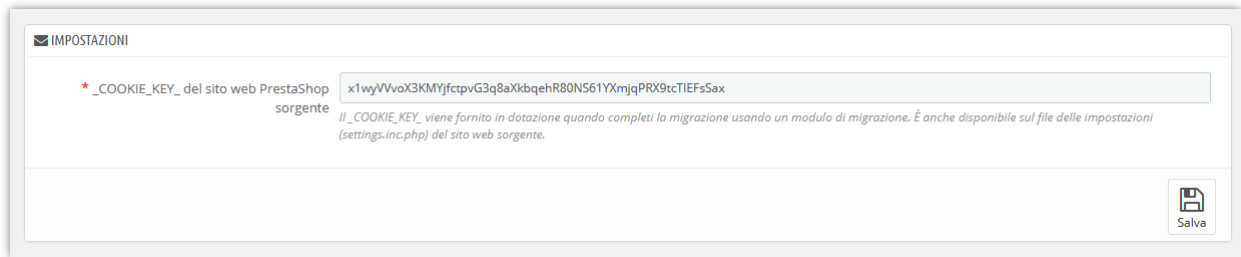 IMPOSTAZIONI
* _COOKIE_KEY_ del sito web PrestaShop
sorgente
x1wyVVvoX3KMYjfctpvG3q8aXkbqehR80NS61YXmjqPRX9tcTIEFsSax
Il _COOKIE_KEY_ viene fornito in dotazione quando completi la migrazione usando un modulo di migrazione. È anche disponibile sul file delle impostazioni
(settings.inc.php) del sito web sorgente.
Salva